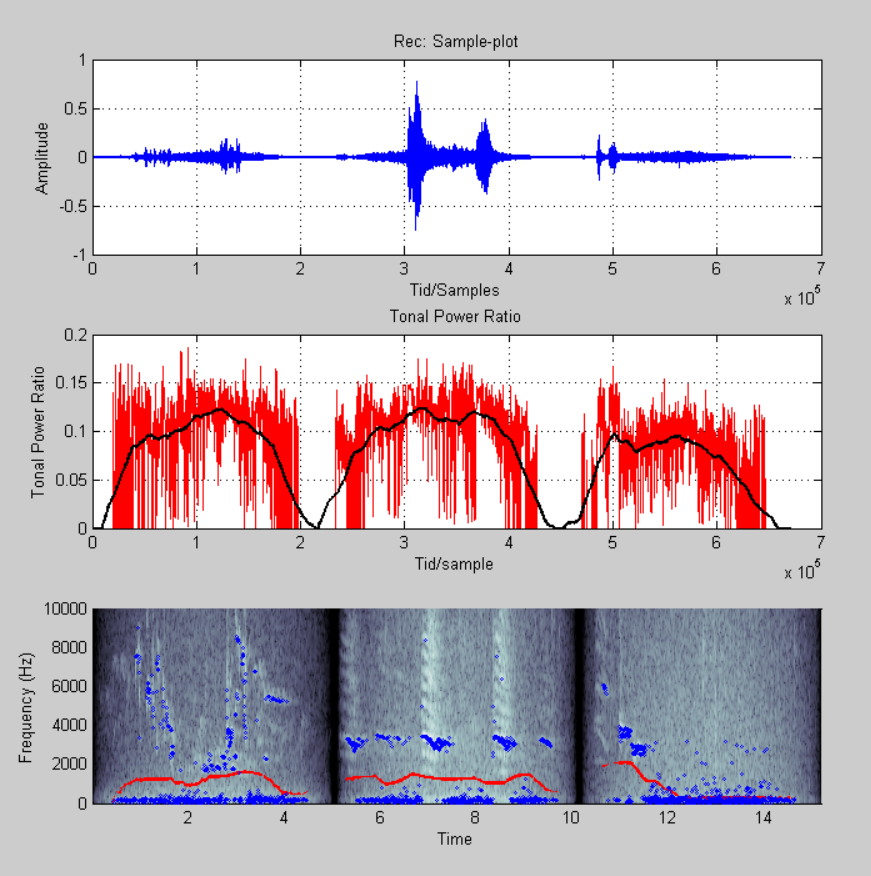 Rec: Sample-plot
1
0.5
0
-0.5
-1
Amplitude
0 1 2 3 4 5 6 7
Tid/Samples
x 10^5
Tonal Power Ratio
0.2
0.15
0.1
0.05
0
Tonal Power Ratio
0 1 2 3 4 5 6 7
Tid/sample
x 10^5
10000
8000
6000
4000
2000
0
Frequency (Hz)
2 4 6 8 10 12 14
Time